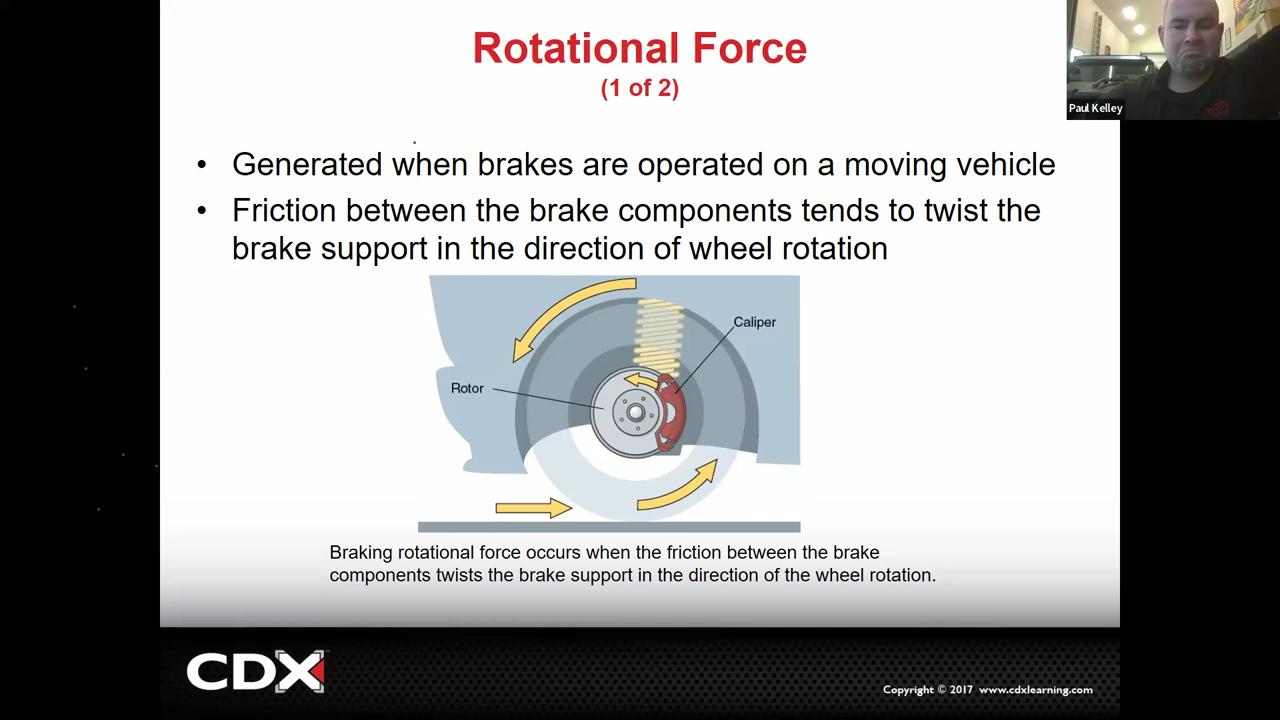 Rotational Force
(1 of 2)
Paul Kelley
• Generated when brakes are operated on a moving vehicle
• Friction between the brake components tends to twist the
brake support in the direction of wheel rotation
Caliper
Rotor
Braking rotational force occurs when the friction between the brake
components twists the brake support in the direction of the wheel rotation.
CDX
Copyright © 2017 www.cdxlearning.com